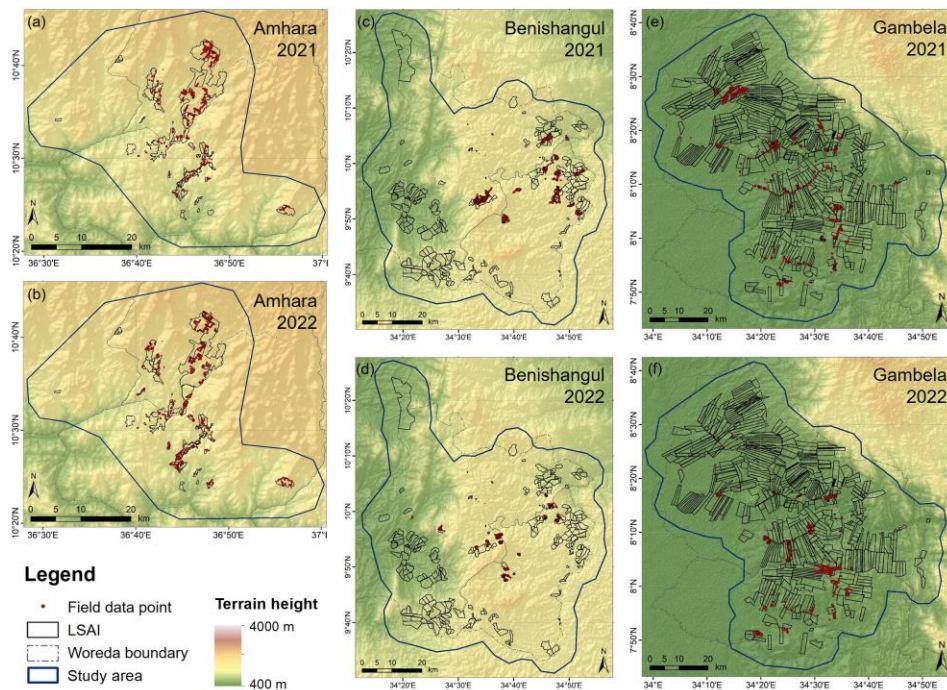 (a)
Amhara
2021
10°40'N
10°30'N
10°20'N
0 5 10 20
km
N
36°30'E 36°40'E 36°50'E 37°E
(b)
Amhara
2022
10°40'N
10°30'N
10°20'N
0 5 10 20
km
N
36°30'E 36°40'E 36°50'E 37°E
(c)
Benishangul
2021
10°20'N
10°10'N
10°N
9°50'N
9°40'N
0 5 10 20
km
N
34°20'E 34°30'E 34°40'E 34°50'E
(d)
Benishangul
2022
10°20'N
10°N
9°50'N
0 5 10 20
km
N
34°20'E 34°30'E 34°40'E 34°50'E
(e)
Gambela
2021
8°40'N
8°30'N
8°20'N
8°10'N
8°N
7°50'N
0 5 10 20
km
N
34°E 34°10'E 34°20'E 34°30'E 34°40'E 34°50'E
(f)
Gambela
2022
8°40'N
8°30'N
8°20'N
8°10'N
8°N
7°50'N
0 5 10 20
km
N
34°E 34°10'E 34°20'E 34°30'E 34°40'E 34°50'E
Legend
Field data point
LSAI
Woreda boundary
Study area
Terrain height
4000 m
400 m